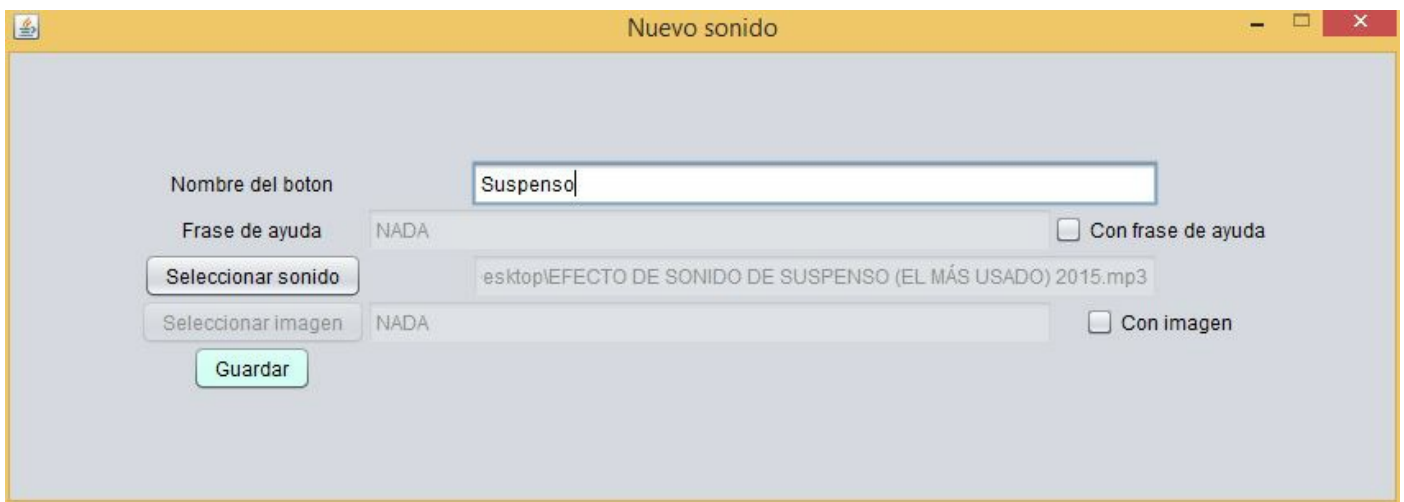 Nuevo sonido
Nombre del boton Suspenso
Frase de ayuda NADA Con frase de ayuda
Seleccionar sonido esktop\EFECTO DE SONIDO DE SUSPENSO (EL MÁS USADO) 2015.mp3
Seleccionar imagen NADA Con imagen
Guardar